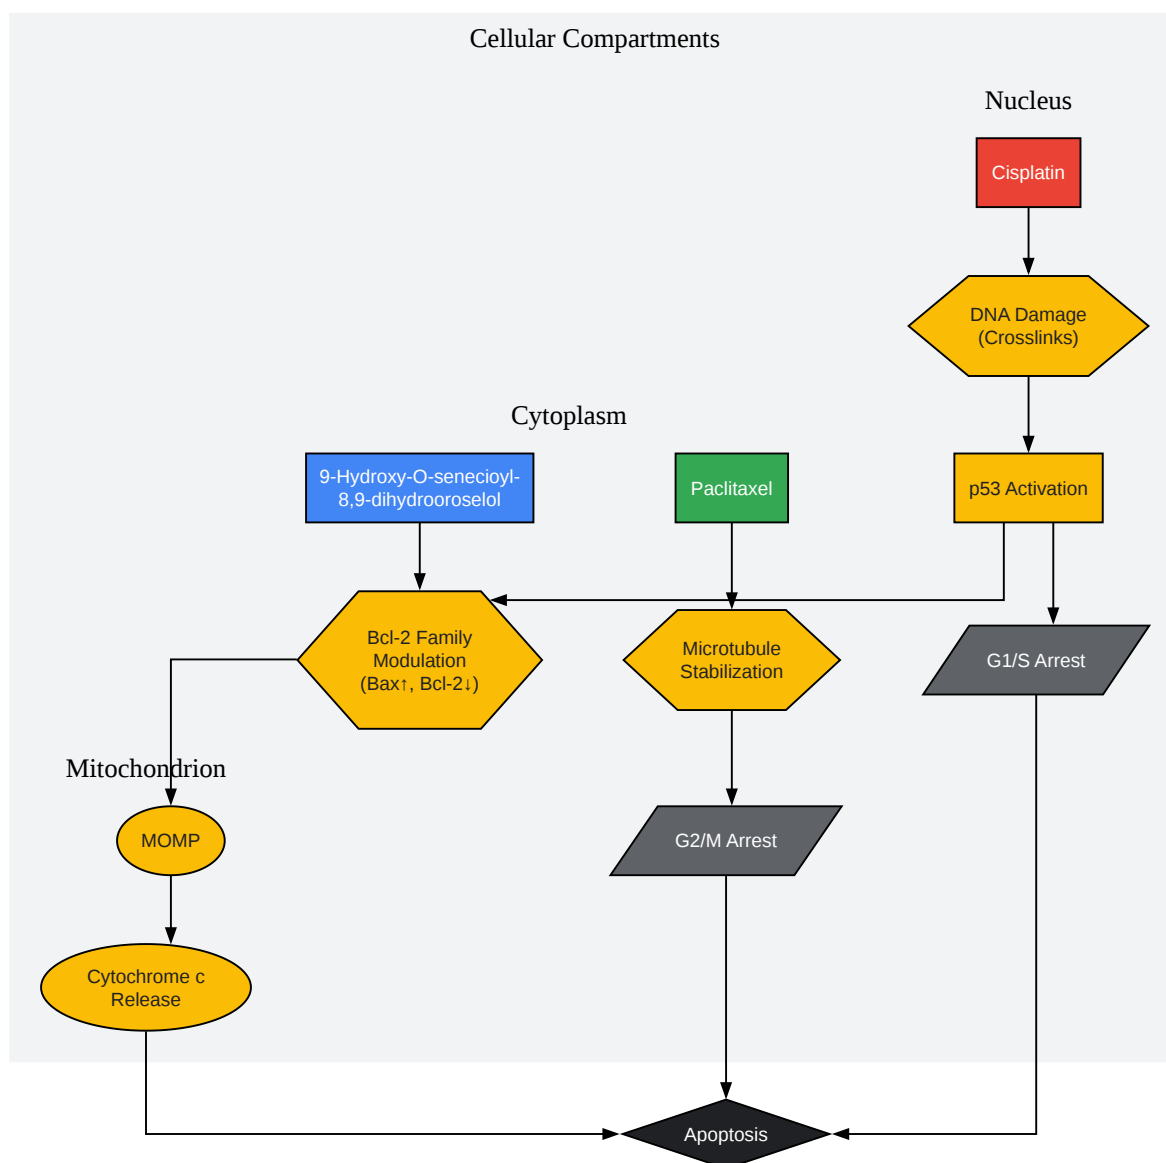 Cellular Compartments
Nucleus
Cisplatin
DNA Damage
(Crosslinks)
Cytoplasm
9-Hydroxy-O-senecioyl-
8,9-dihydrooroselol
Paclitaxel
p53 Activation
Bcl-2 Family
Modulation
(Bax↑, Bcl-2↓)
Microtubule
Stabilization
G1/S Arrest
Mitochondrion
MOMP
G2/M Arrest
Cytochrome c
Release
Apoptosis